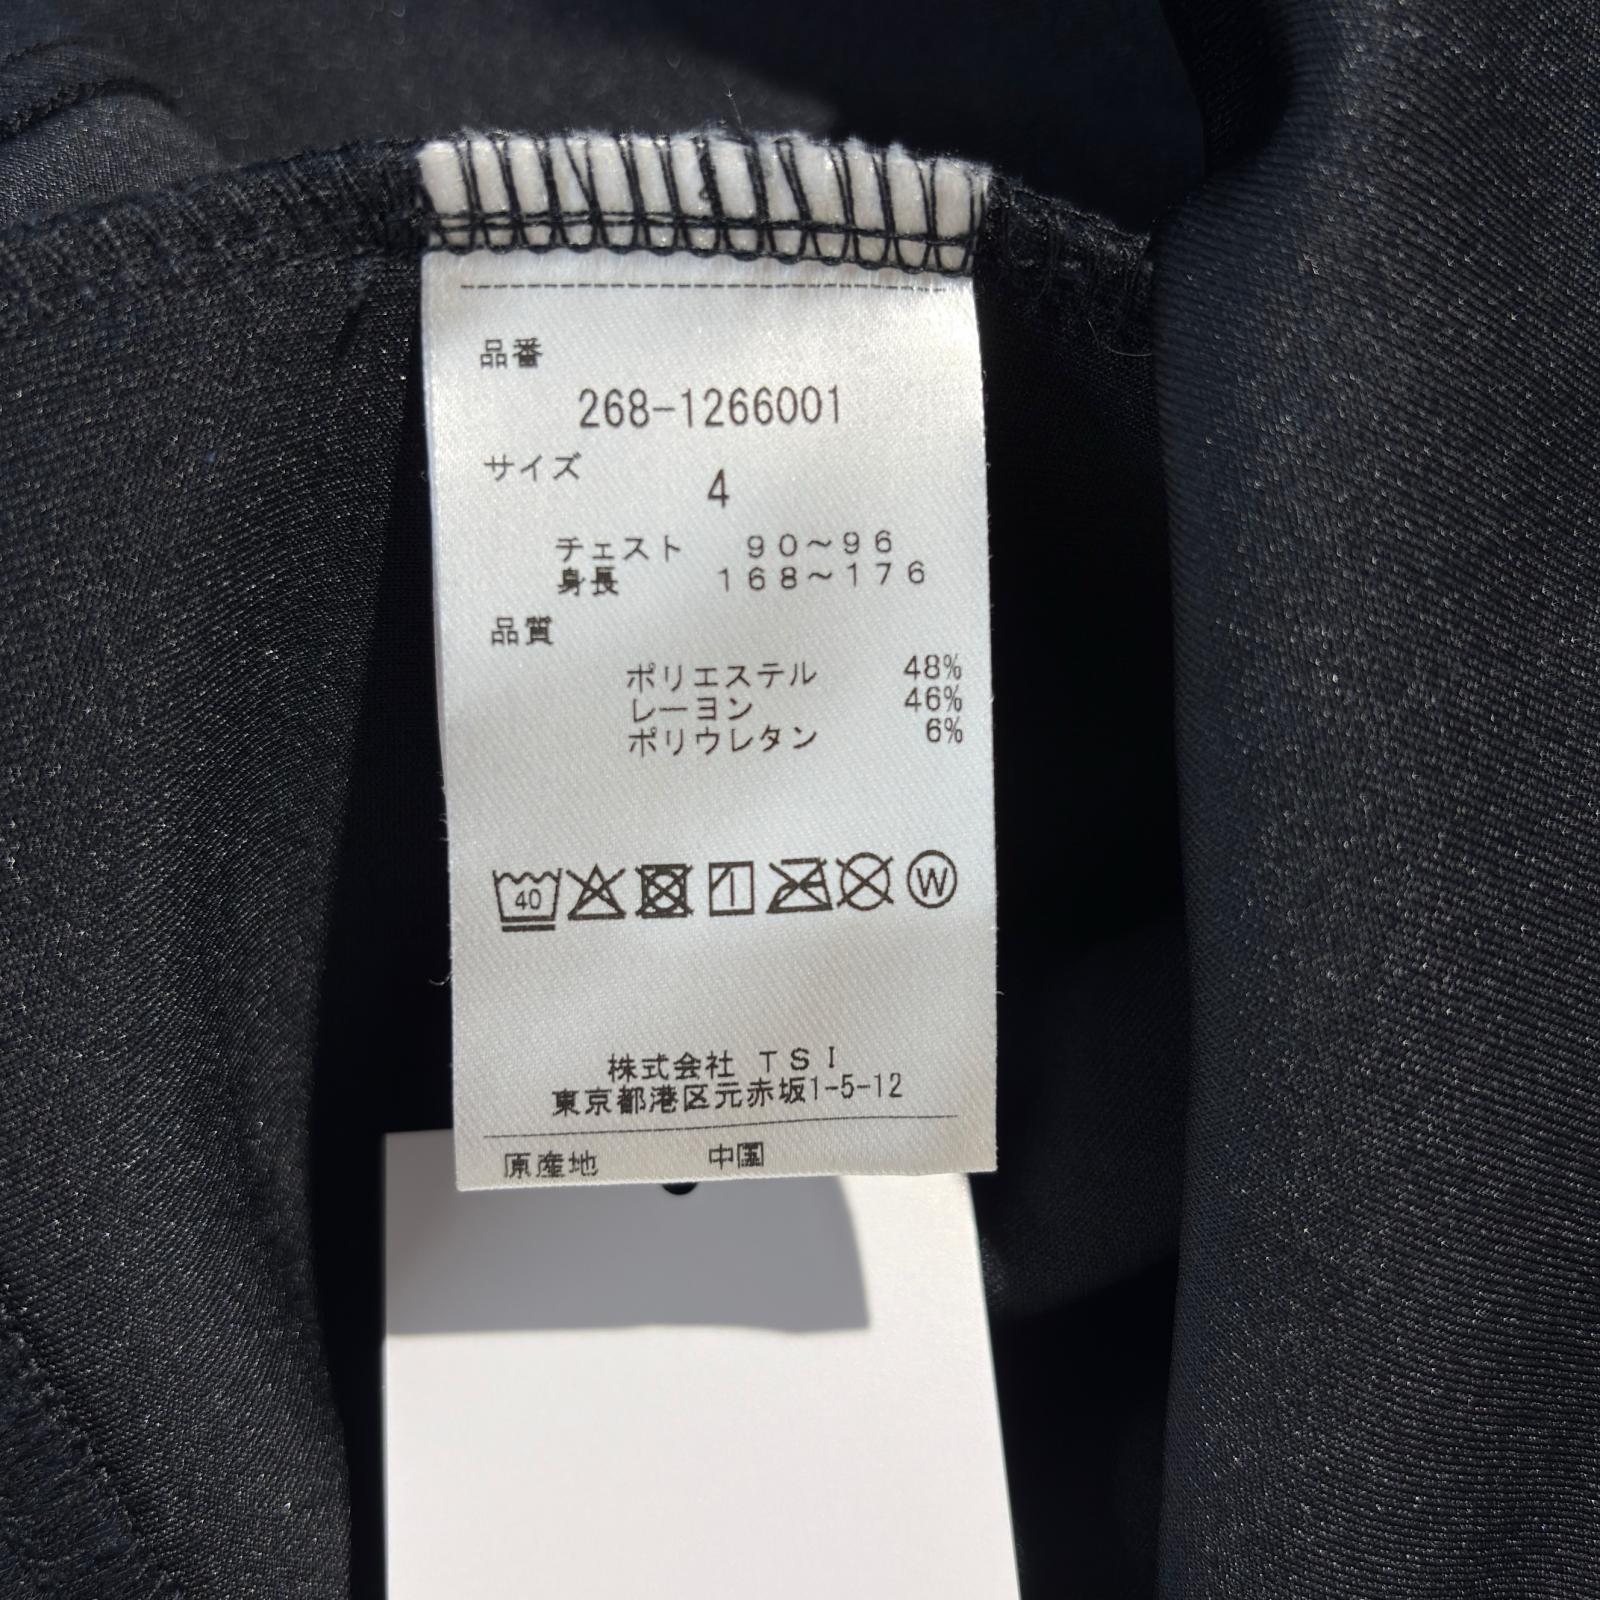 品番
268-1266001
サイズ
4
チェスト 90~96
身長 168~176
品質
ポリエステル 48%
レーヨン 46%
ポリウレタン 6%
40 W
株式会社 TSI
東京都港区元赤坂1-5-12
原産地 中国